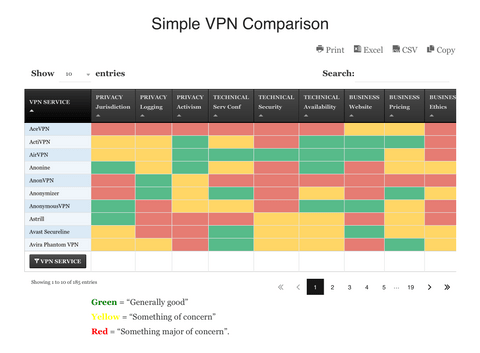 Simple VPN Comparison
Print Excel CSV Copy
Show 10 entries Search:
VPN SERVICE PRIVACY Jurisdiction PRIVACY Logging PRIVACY Activism TECHNICAL Serv Conf TECHNICAL Security TECHNICAL Availability BUSINESS Website BUSINESS Pricing BUSINESS Ethics
AceVPN
ActiVPN
AirVPN
Anonine
AnonVPN
Anonymizer
AnonymousVPN
Astrill
Avast Secureline
Avira Phantom VPN
VPN SERVICE
Showing 1 to 10 of 185 entries « ‹ 1 2 3 4 5 ... 19 › »
Green = “Generally good”
Yellow = “Something of concern”
Red = “Something major of concern”.